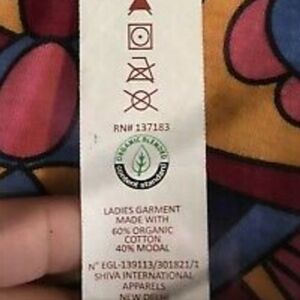 RN# 137183
ORGANIC BLENDED
content standard
LADIES GARMENT
MADE WITH
60% ORGANIC
COTTON
40% MODAL
N° EGL-139113/301821/1
SHIVA INTERNATIONAL
APPARELS
NEW DELHI